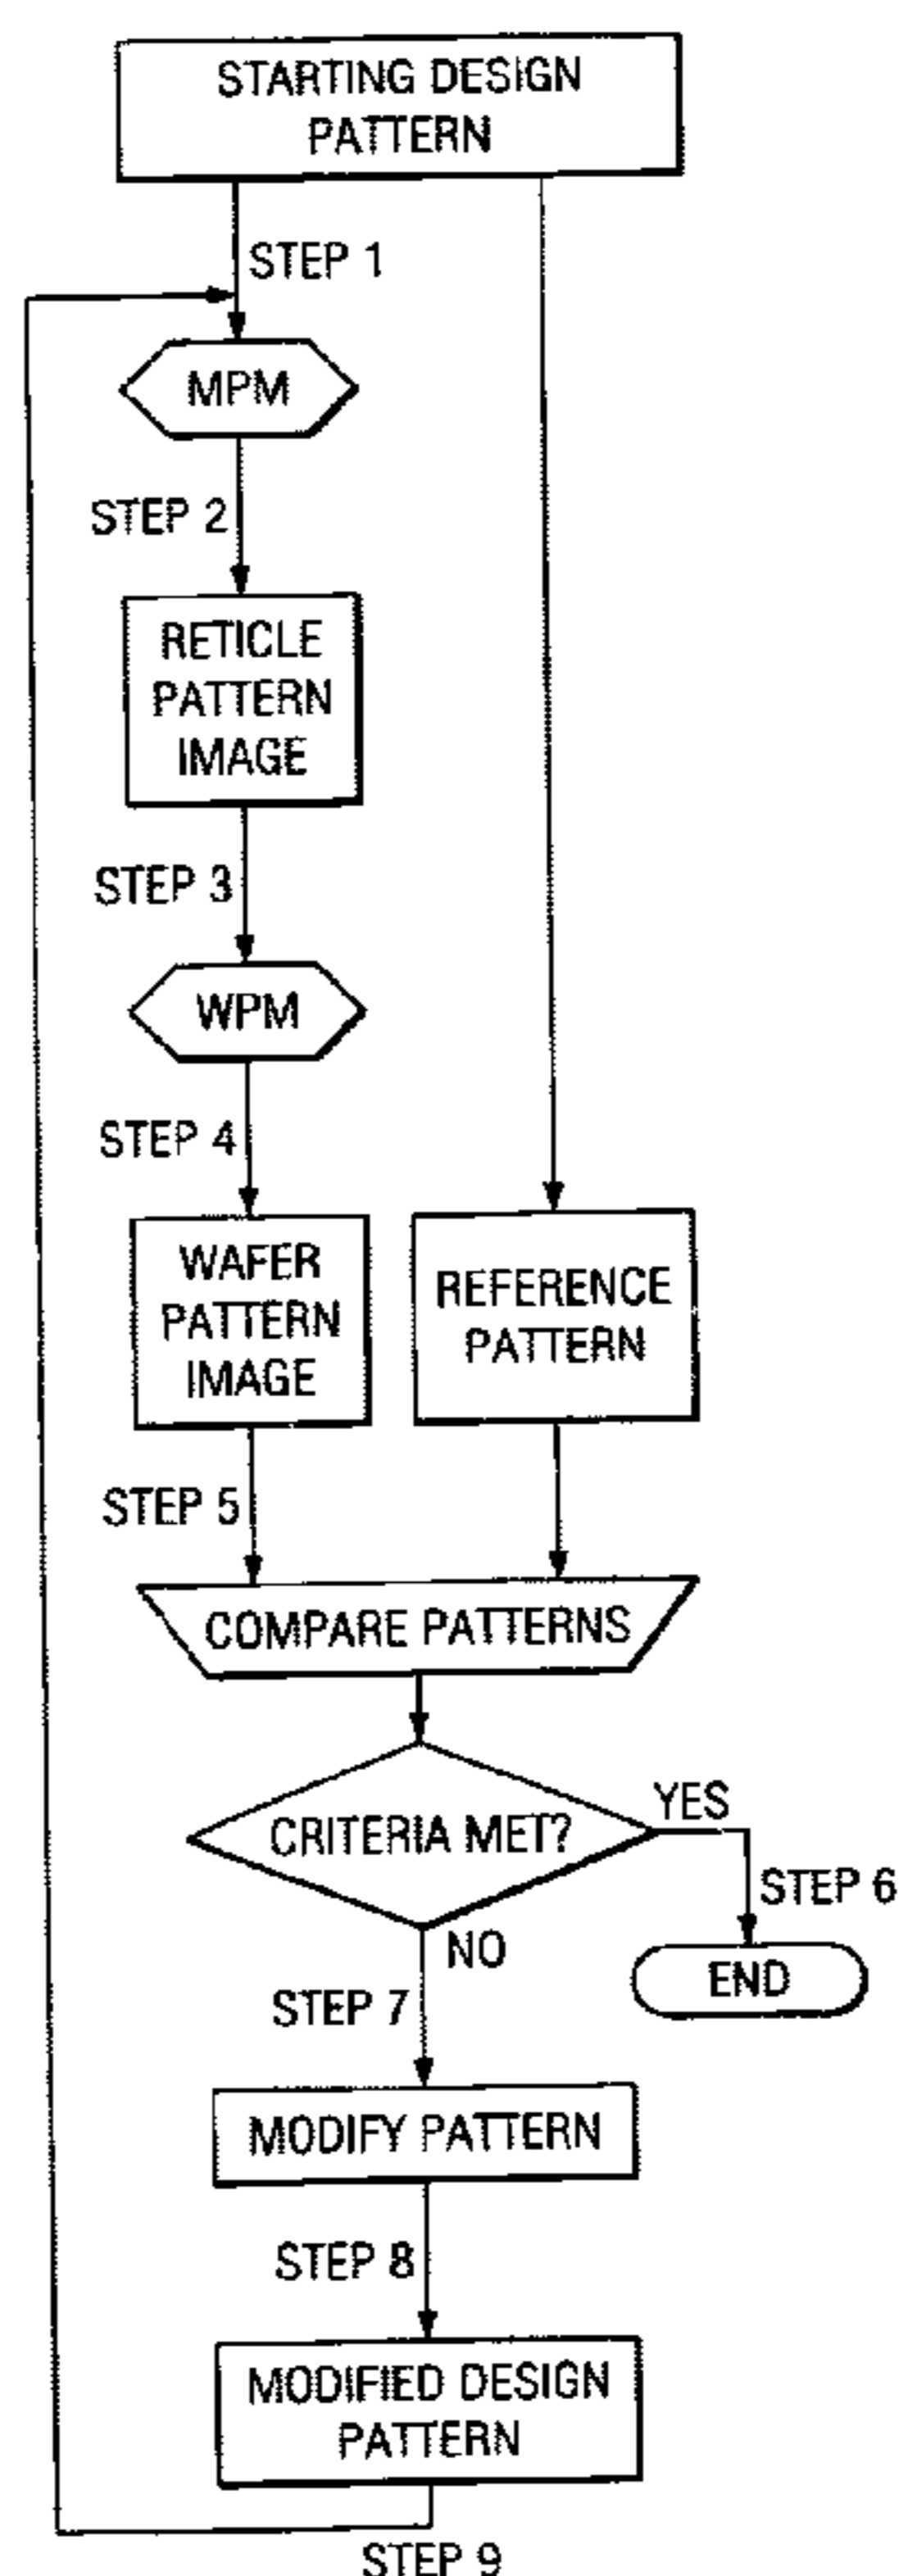 STARTING DESIGN
PATTERN
STEP 1
MPM
STEP 2
RETICLE
PATTERN
IMAGE
STEP 3
WPM
STEP 4
WAFER
PATTERN
IMAGE
REFERENCE
PATTERN
STEP 5
COMPARE PATTERNS
CRITERIA MET?
YES
STEP 6
END
NO
STEP 7
MODIFY PATTERN
STEP 8
MODIFIED DESIGN
PATTERN
STEP 9